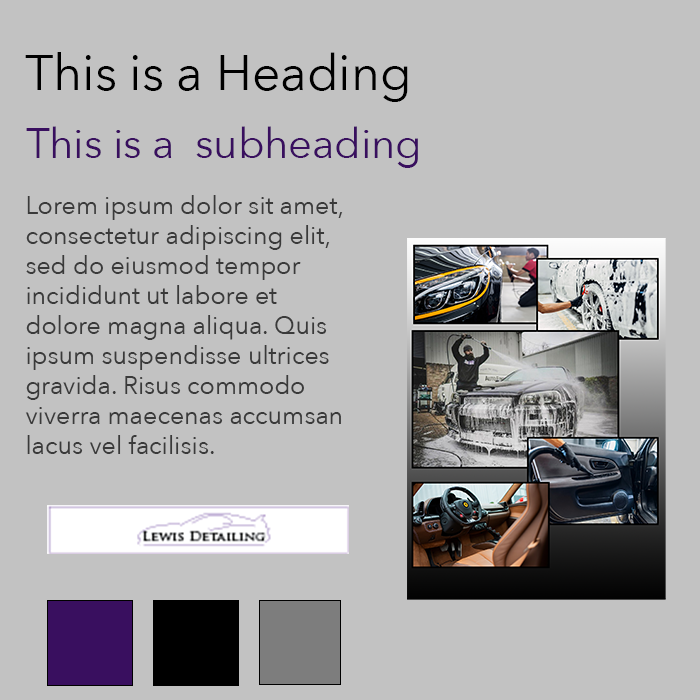 This is a Heading
This is a subheading
Lorem ipsum dolor sit amet,
consectetur adipiscing elit,
sed do eiusmod tempor
incididunt ut labore et
dolore magna aliqua. Quis
ipsum suspendisse ultrices
gravida. Risus commodo
viverra maecenas accumsan
lacus vel facilisis.
LEWIS DETAILING